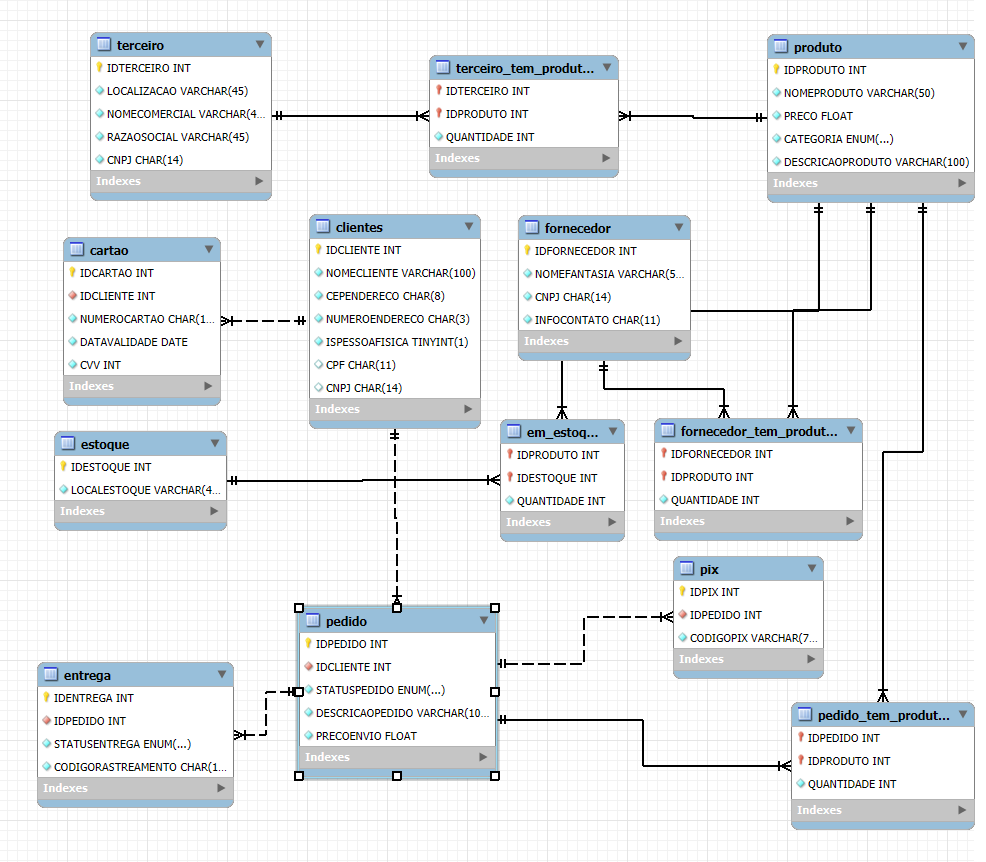 terceiro
IDTERCEIRO INT
LOCALIZACAO VARCHAR(45)
NOMECOMERCIAL VARCHAR(4...
RAZAOSOCIAL VARCHAR(45)
CNPJ CHAR(14)
Indexes
terceiro_tem_produt...
IDTERCEIRO INT
IDPRODUTO INT
QUANTIDADE INT
Indexes
produto
IDPRODUTO INT
NOMEPRODUTO VARCHAR(50)
PRECO FLOAT
CATEGORIA ENUM(...)
DESCRICAOPRODUTO VARCHAR(100)
Indexes
cartao
IDCARTAO INT
IDCLIENTE INT
NUMEROCARTAO CHAR(1...
DATAVALIDADE DATE
CVV INT
Indexes
clientes
IDCLIENTE INT
NOMECLIENTE VARCHAR(100)
CEPENDERECO CHAR(8)
NUMEROENDERECO CHAR(3)
ISPESSOAFISICA TINYINT(1)
CPF CHAR(11)
CNPJ CHAR(14)
Indexes
fornecedor
IDFORNECEDOR INT
NOMEFANTASIA VARCHAR(5...
CNPJ CHAR(14)
INFOCONTATO CHAR(11)
Indexes
estoque
IDESTOQUE INT
LOCALESTOQUE VARCHAR(4...
Indexes
em_estoq...
IDPRODUTO INT
IDESTOQUE INT
QUANTIDADE INT
Indexes
fornecedor_tem_produt...
IDFORNECEDOR INT
IDPRODUTO INT
QUANTIDADE INT
Indexes
pix
IDPIX INT
IDPEDIDO INT
CODIGOPIX VARCHAR(7...
Indexes
pedido
IDPEDIDO INT
IDCLIENTE INT
STATUSPEDIDO ENUM(...)
DESCRICAOPEDIDO VARCHAR(10...
PRECOENVIO FLOAT
Indexes
entrega
IDENTREGA INT
IDPEDIDO INT
STATUSENTREGA ENUM(...)
CODIGORASTREAMENTO CHAR(1...
Indexes
pedido_tem_produt...
IDPEDIDO INT
IDPRODUTO INT
QUANTIDADE INT
Indexes